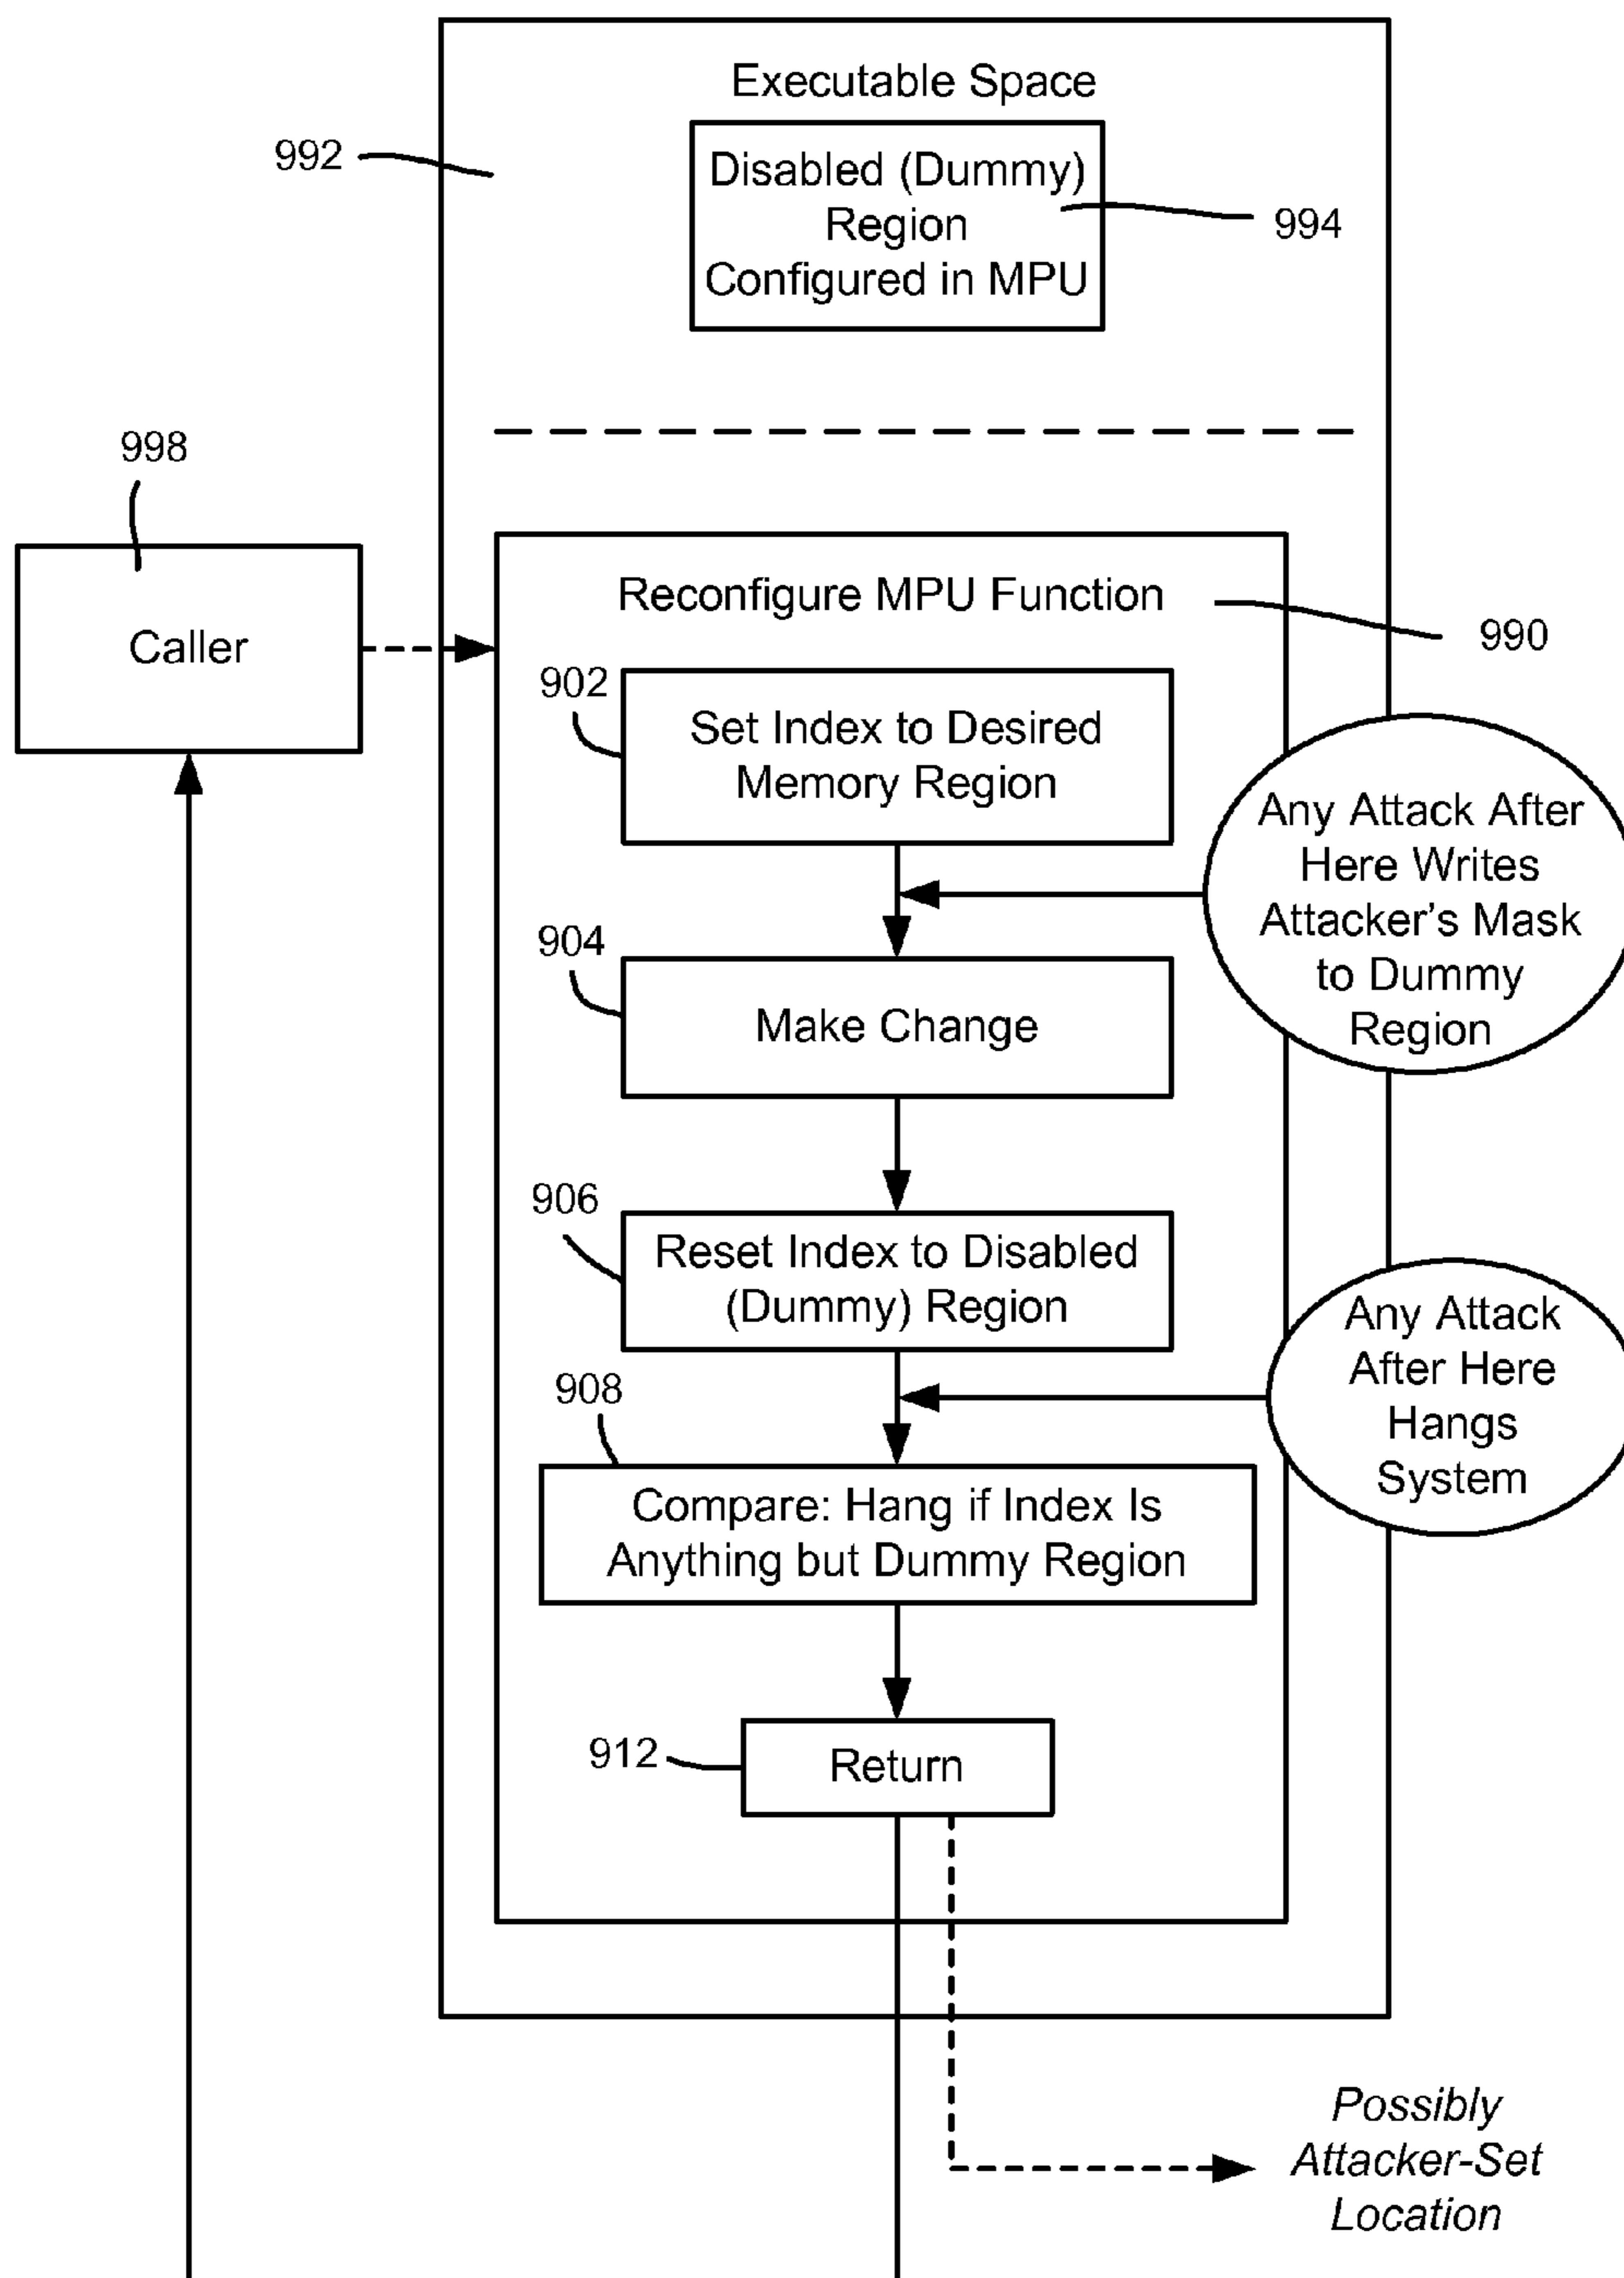 Executable Space
992
Disabled (Dummy)
Region
Configured in MPU
994
998
Caller
Reconfigure MPU Function
990
902
Set Index to Desired
Memory Region
Any Attack After
Here Writes
Attacker's Mask
to Dummy
Region
904
Make Change
906
Reset Index to Disabled
(Dummy) Region
Any Attack
After Here
Hangs
System
908
Compare: Hang if Index Is
Anything but Dummy Region
912
Return
Possibly
Attacker-Set
Location